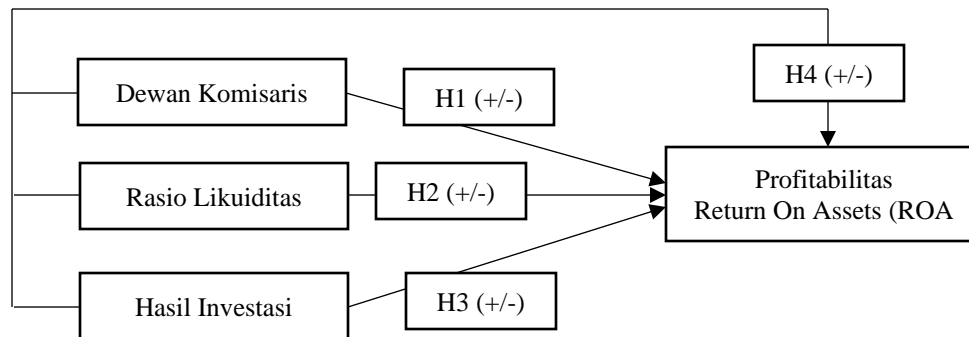 H4 (+/-)
Dewan Komisaris
H1 (+/-)
Rasio Likuiditas
H2 (+/-)
Profitabilitas
Return On Assets (ROA
Hasil Investasi
H3 (+/-)